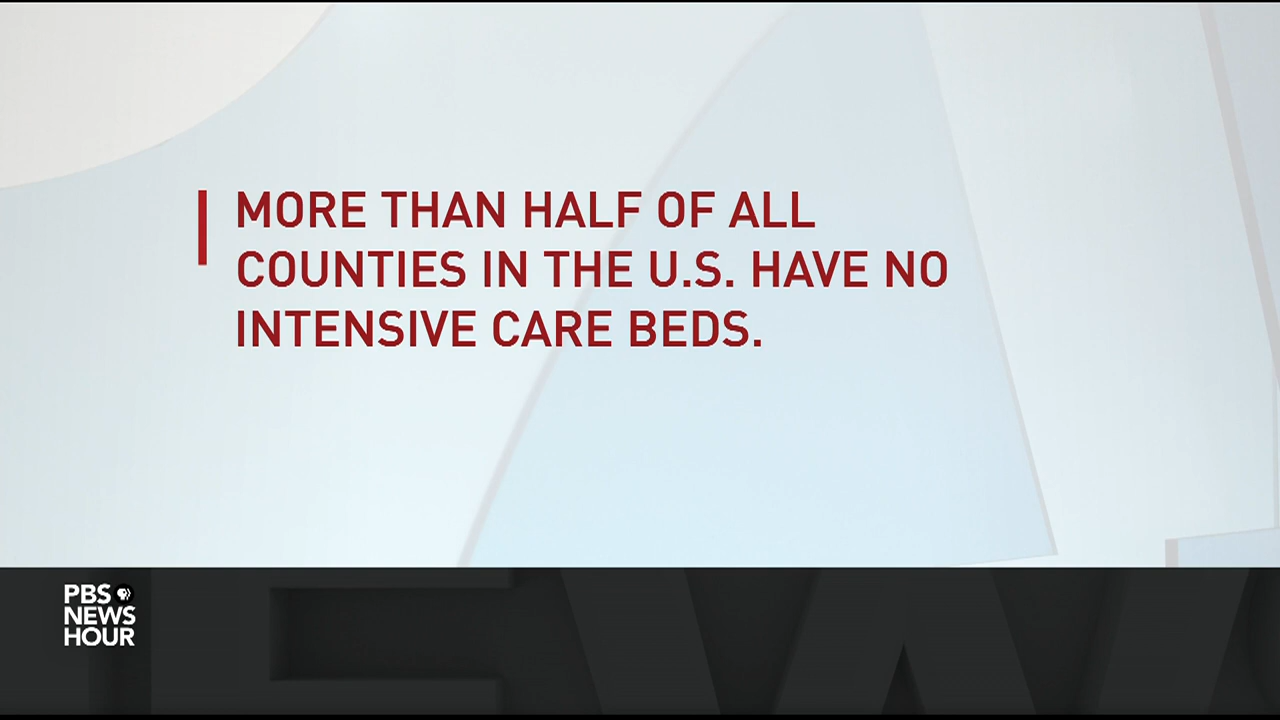 MORE THAN HALF OF ALL
COUNTIES IN THE U.S. HAVE NO
INTENSIVE CARE BEDS.
PBS
NEWS
HOUR